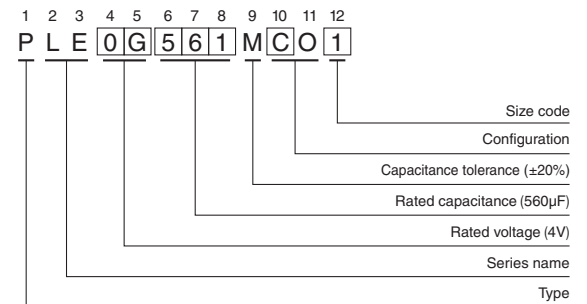 1 2 3 4 5 6 7 8 9 10 11 12
P L E 0 G 5 6 1 M C O 1
Size code
Configuration
Capacitance tolerance (±20%)
Rated capacitance (560µF)
Rated voltage (4V)
Series name
Type